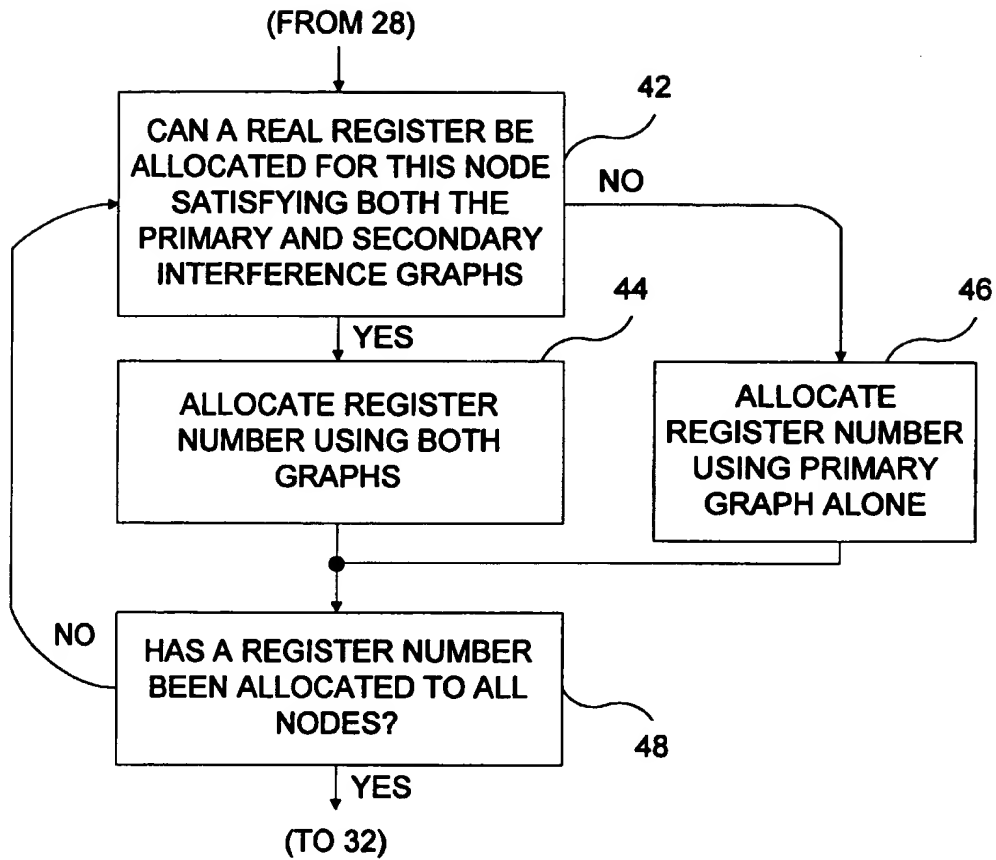 (FROM 28)
42
CAN A REAL REGISTER BE
ALLOCATED FOR THIS NODE
SATISFYING BOTH THE
PRIMARY AND SECONDARY
INTERFERENCE GRAPHS
NO
YES
44
46
ALLOCATE REGISTER
NUMBER USING BOTH
GRAPHS
ALLOCATE
REGISTER NUMBER
USING PRIMARY
GRAPH ALONE
NO
HAS A REGISTER NUMBER
BEEN ALLOCATED TO ALL
NODES?
48
YES
(TO 32)